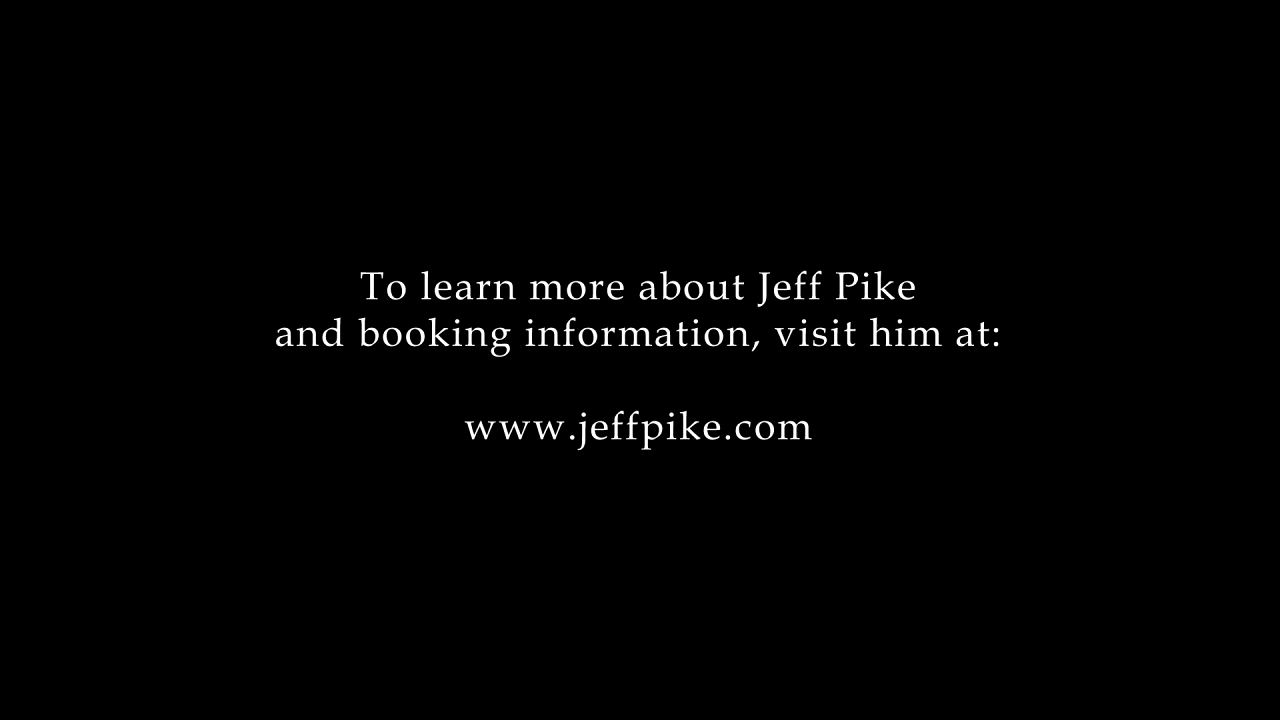 To learn more about Jeff Pike
and booking information, visit him at:
www.jeffpike.com